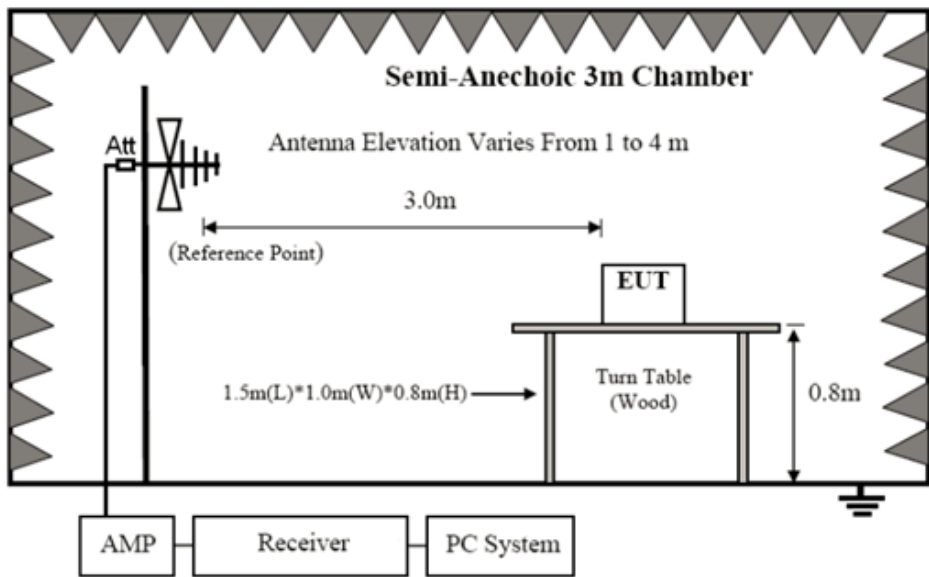 Semi-Anechoic 3m Chamber
Att
Antenna Elevation Varies From 1 to 4 m
3.0m
(Reference Point)
EUT
1.5m(L)*1.0m(W)*0.8m(H)
Turn Table
(Wood)
0.8m
AMP
Receiver
PC System